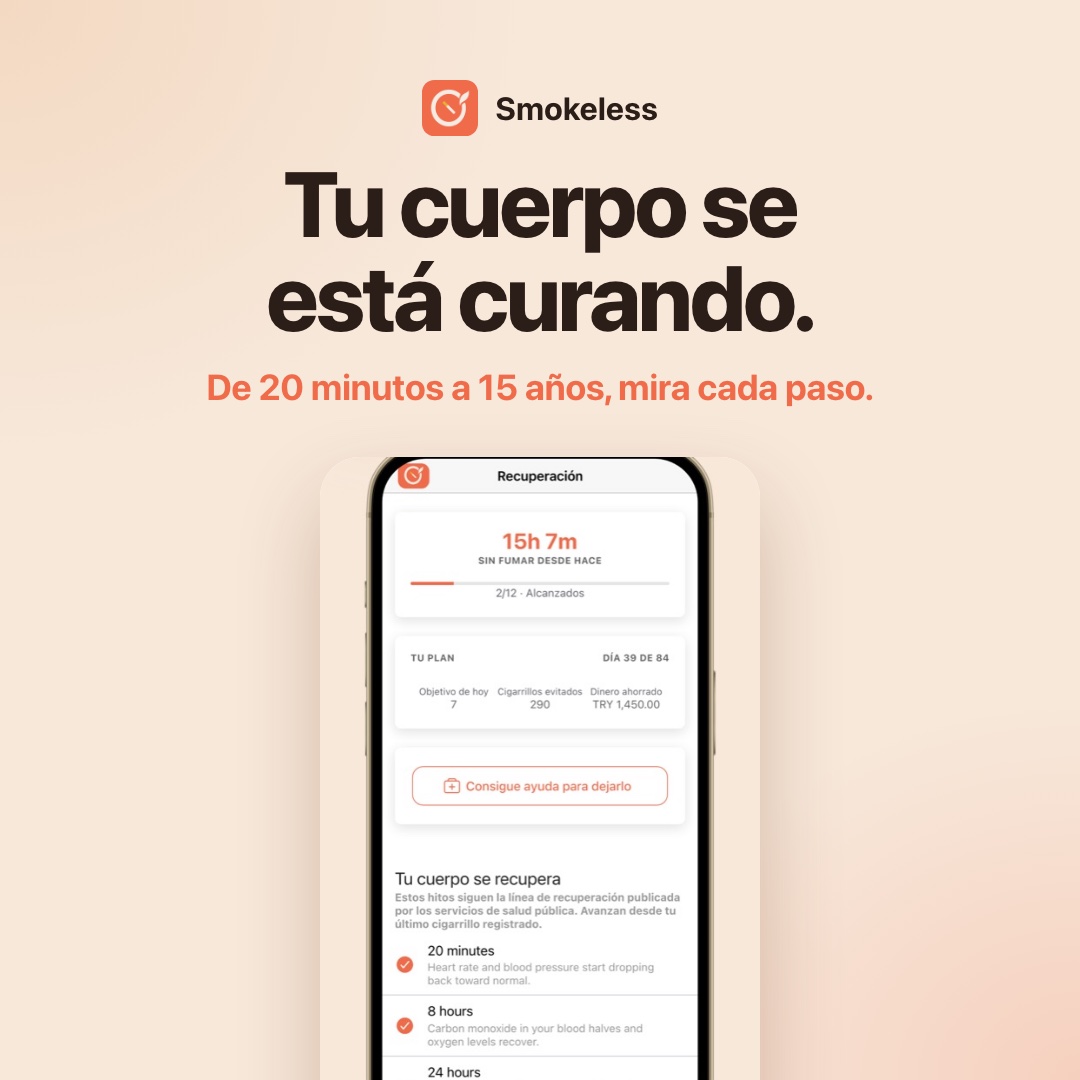 Smokeless
Tu cuerpo se
está curando.
De 20 minutos a 15 años, mira cada paso.
Recuperación
15h 7m
SIN FUMAR DESDE HACE
2/12 · Alcanzados
TU PLAN DÍA 39 DE 84
Objetivo de hoy Cigarrillos evitados Dinero ahorrado
7 290 TRY 1,450.00
Consigue ayuda para dejarlo
Tu cuerpo se recupera
Estos hitos siguen la línea de recuperación publicada
por los servicios de salud pública. Avanzan desde tu
último cigarrillo registrado.
20 minutes
Heart rate and blood pressure start dropping
back toward normal.
8 hours
Carbon monoxide in your blood halves and
oxygen levels recover.
24 hours